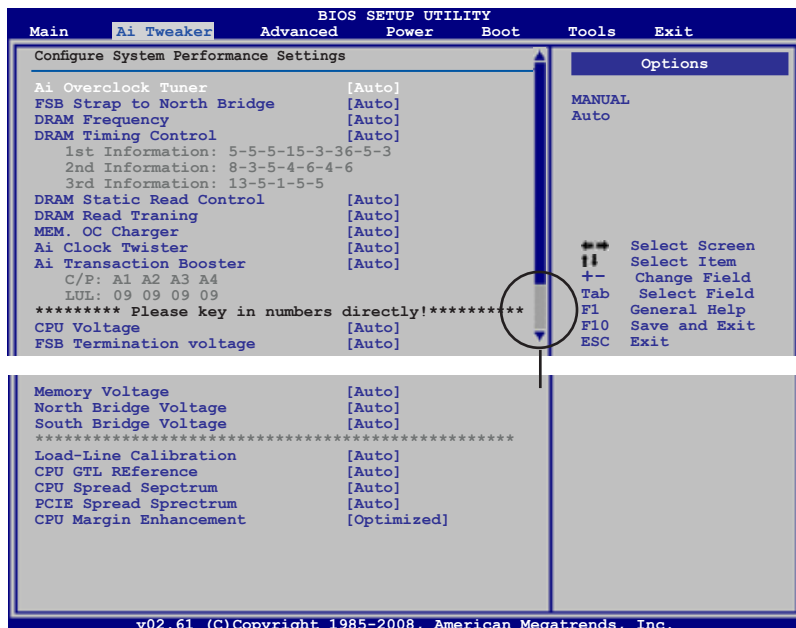 BIOS SETUP UTILITY
Main Ai Tweaker Advanced Power Boot Tools Exit
Configure System Performance Settings
Ai Overclock Tuner [Auto]
FSB Strap to North Bridge [Auto]
DRAM Frequency [Auto]
DRAM Timing Control [Auto]
1st Information: 5-5-5-15-3-36-5-3
2nd Information: 8-3-5-4-6-4-6
3rd Information: 13-5-1-5-5
DRAM Static Read Control [Auto]
DRAM Read Traning [Auto]
MEM. OC Charger [Auto]
Ai Clock Twister [Auto]
Ai Transaction Booster [Auto]
C/P: A1 A2 A3 A4
LUL: 09 09 09 09
********* Please key in numbers directly!**********
CPU Voltage [Auto]
FSB Termination voltage [Auto]
Memory Voltage [Auto]
North Bridge Voltage [Auto]
South Bridge Voltage [Auto]
**************************************************
Load-Line Calibration [Auto]
CPU GTL REference [Auto]
CPU Spread Sepctrum [Auto]
PCIE Spread Sprectrum [Auto]
CPU Margin Enhancement [Optimized]
Options
MANUAL
Auto
Select Screen
Select Item
+- Change Field
Tab Select Field
F1 General Help
F10 Save and Exit
ESC Exit
v02.61 (C)Copyright 1985-2008, American Megatrends, Inc.